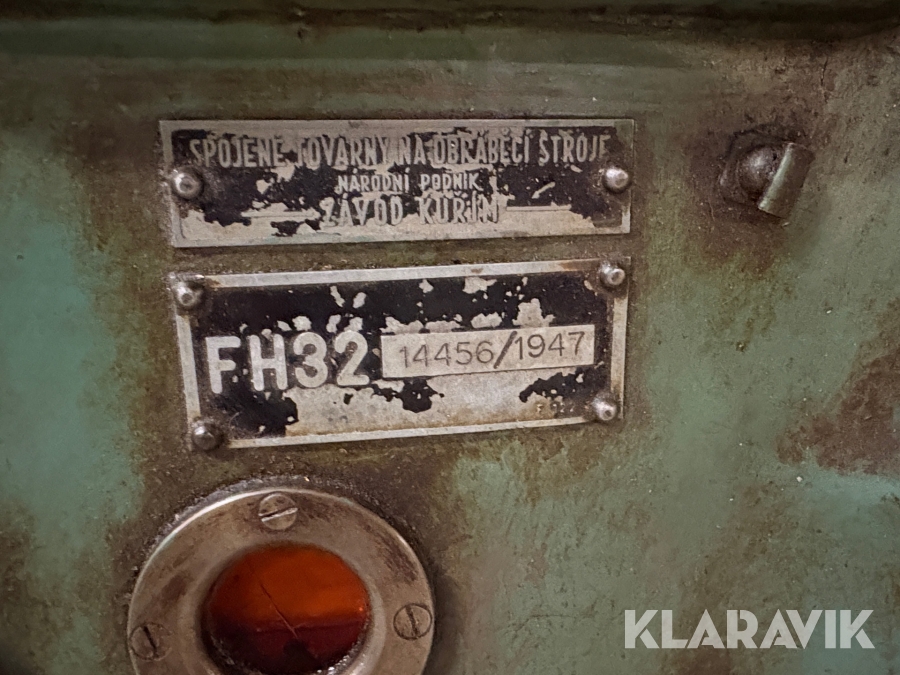 SPOJENÉ TOVÁRNY NA OBRÁBĚCÍ STROJE
NÁRODNÍ PODNIK
ZÁVOD KUŘIM
FH32 14456/1947
KLARAVIK